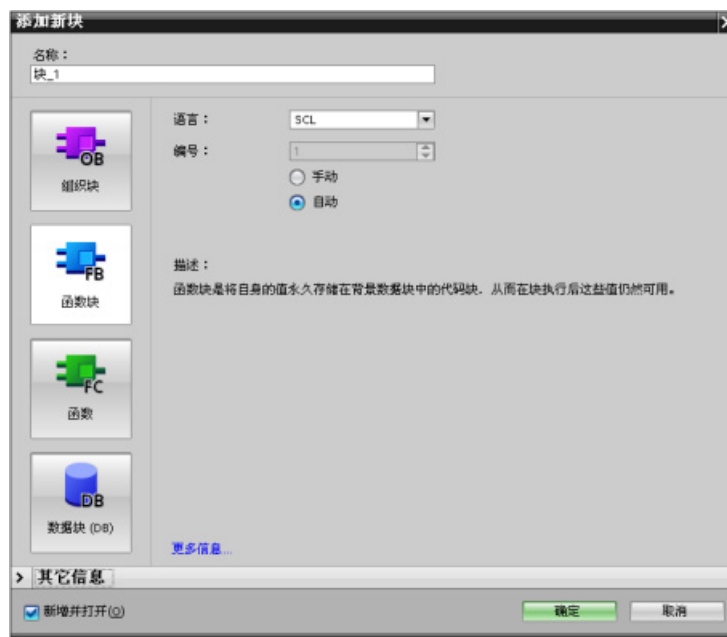 添加新块
名称：
块_1
语言：
SCL
编号：
1
手动
自动
OB
组织块
FB
函数块
描述：
函数块是将自身的值永久存储在背景数据块中的代码块，从而在块执行后这些值仍然可用。
FC
函数
DB
数据块 (DB)
更多信息...
其它信息
新增并打开(O)
确定
取消